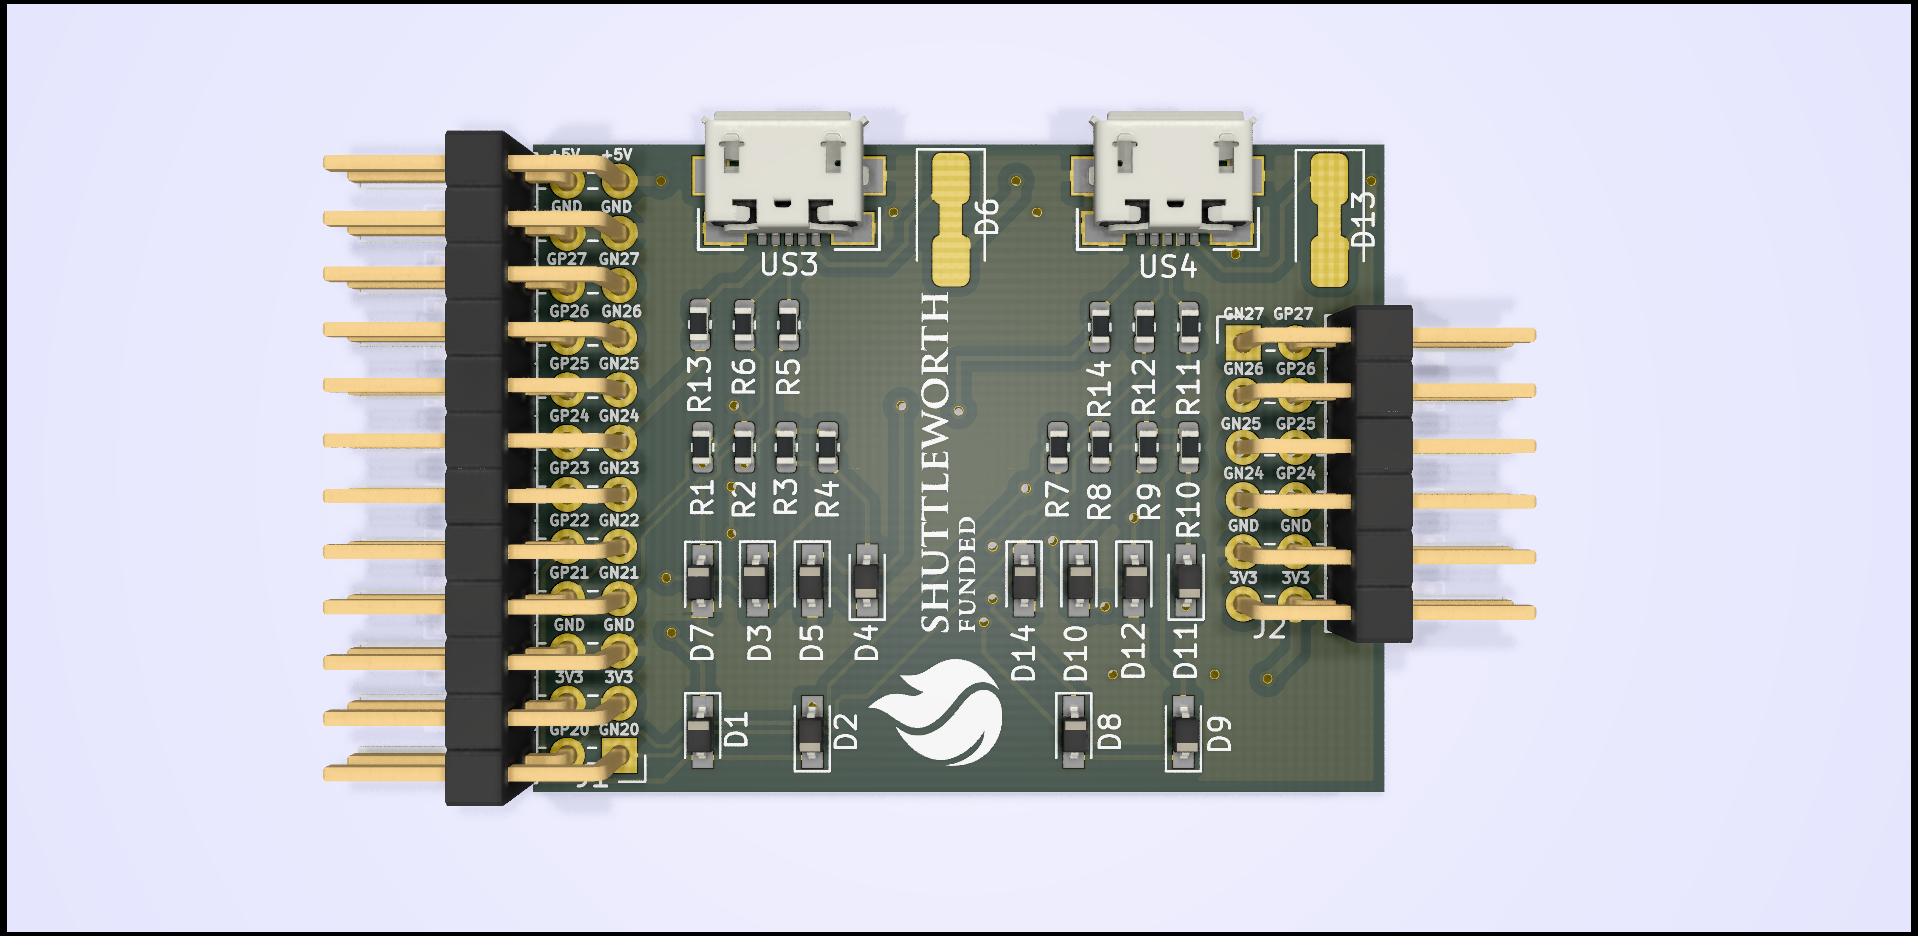 +5V +5V
GND GND
GP27 GN27
GP26 GN26
GP25 GN25
GP24 GN24
GP23 GN23
GP22 GN22
GP21 GN21
GND GND
3V3 3V3
GP20 GN20
J1
US3
D6
US4
D13
R13
R6
R5
R14
R12
R11
R1
R2
R3
R4
R7
R8
R9
R10
SHUTTLEWORTH
FUNDED
D7
D3
D5
D4
D14
D10
D12
D11
D1
D2
D8
D9
GN27 GP27
GN26 GP26
GN25 GP25
GN24 GP24
GND GND
3V3 3V3
J2